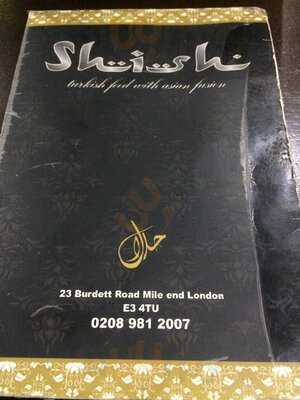 Shish
turkish food with asian fusion
حلال
23 Burdett Road Mile end London
E3 4TU
0208 981 2007